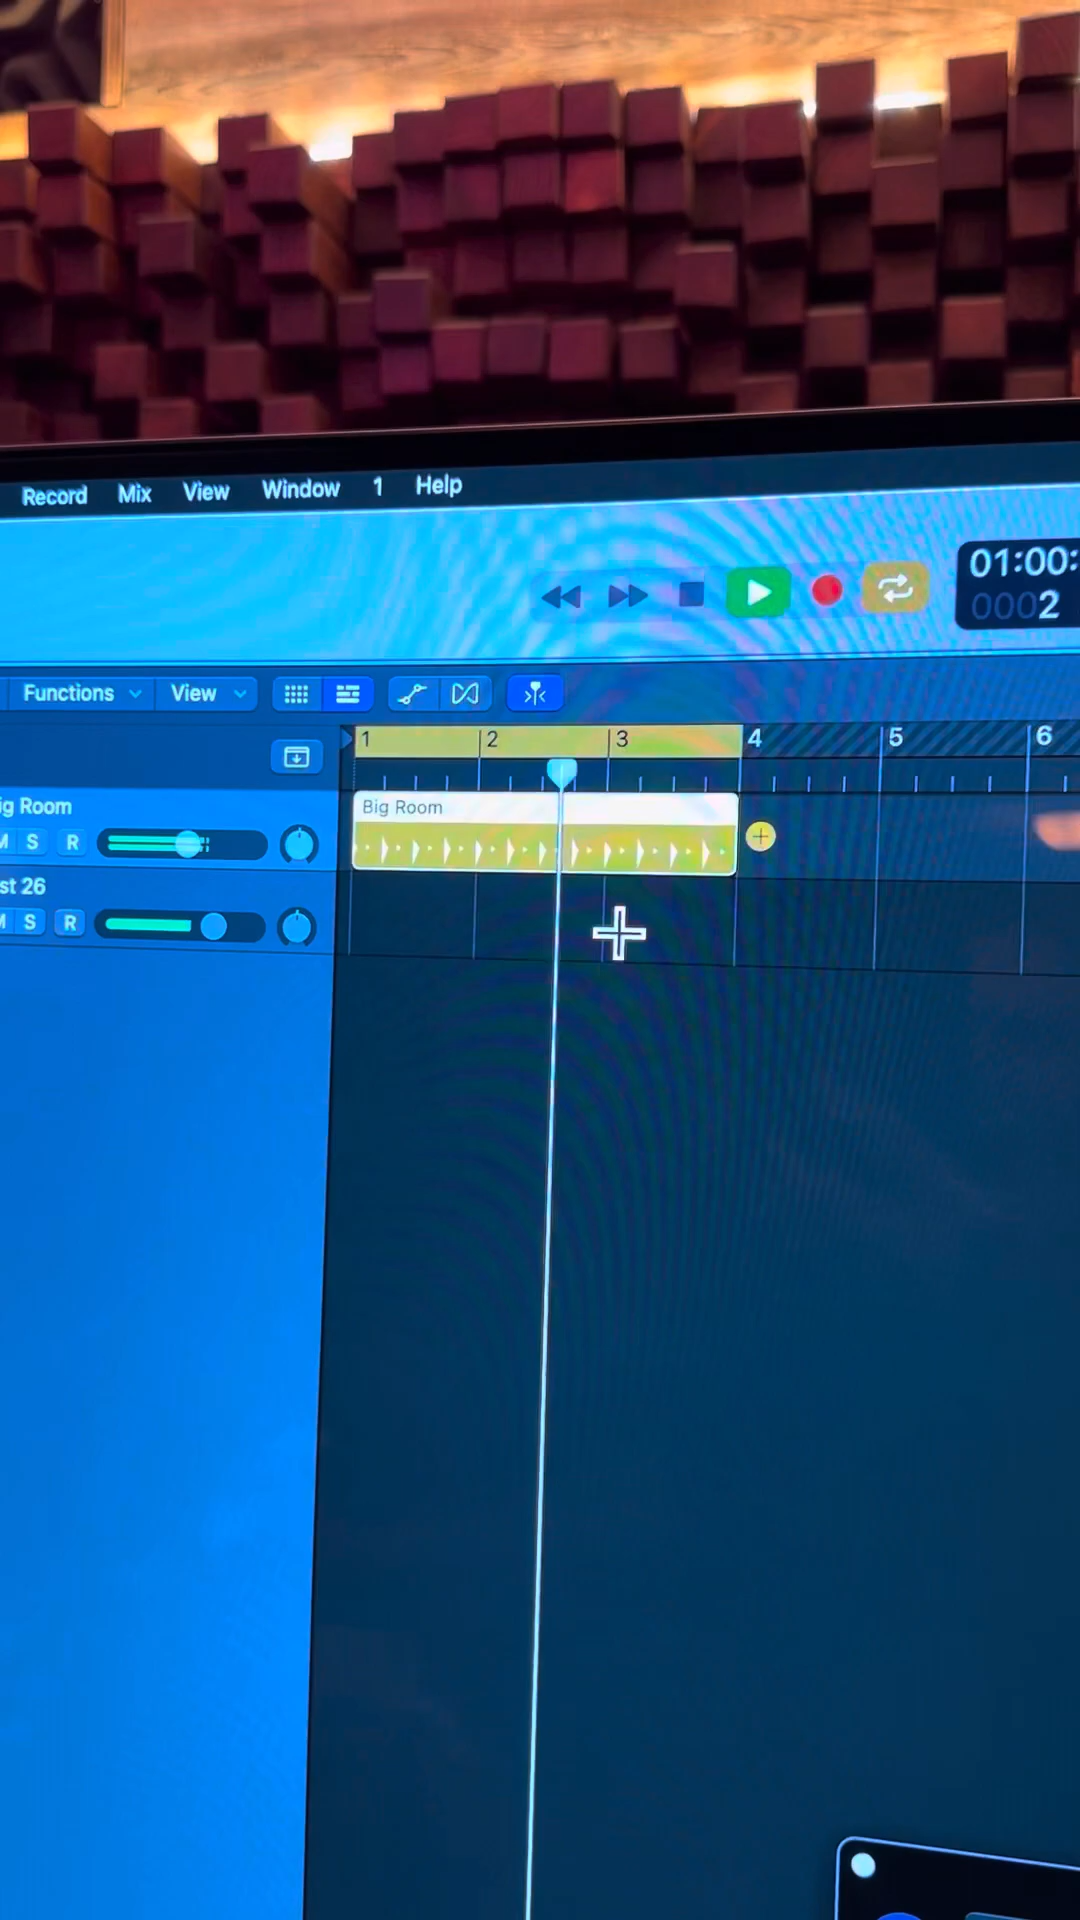 Record Mix View Window 1 Help
01:00:
0002
Functions View
1 2 3 4 5 6
ig Room
Big Room
M S R
st 26
M S R